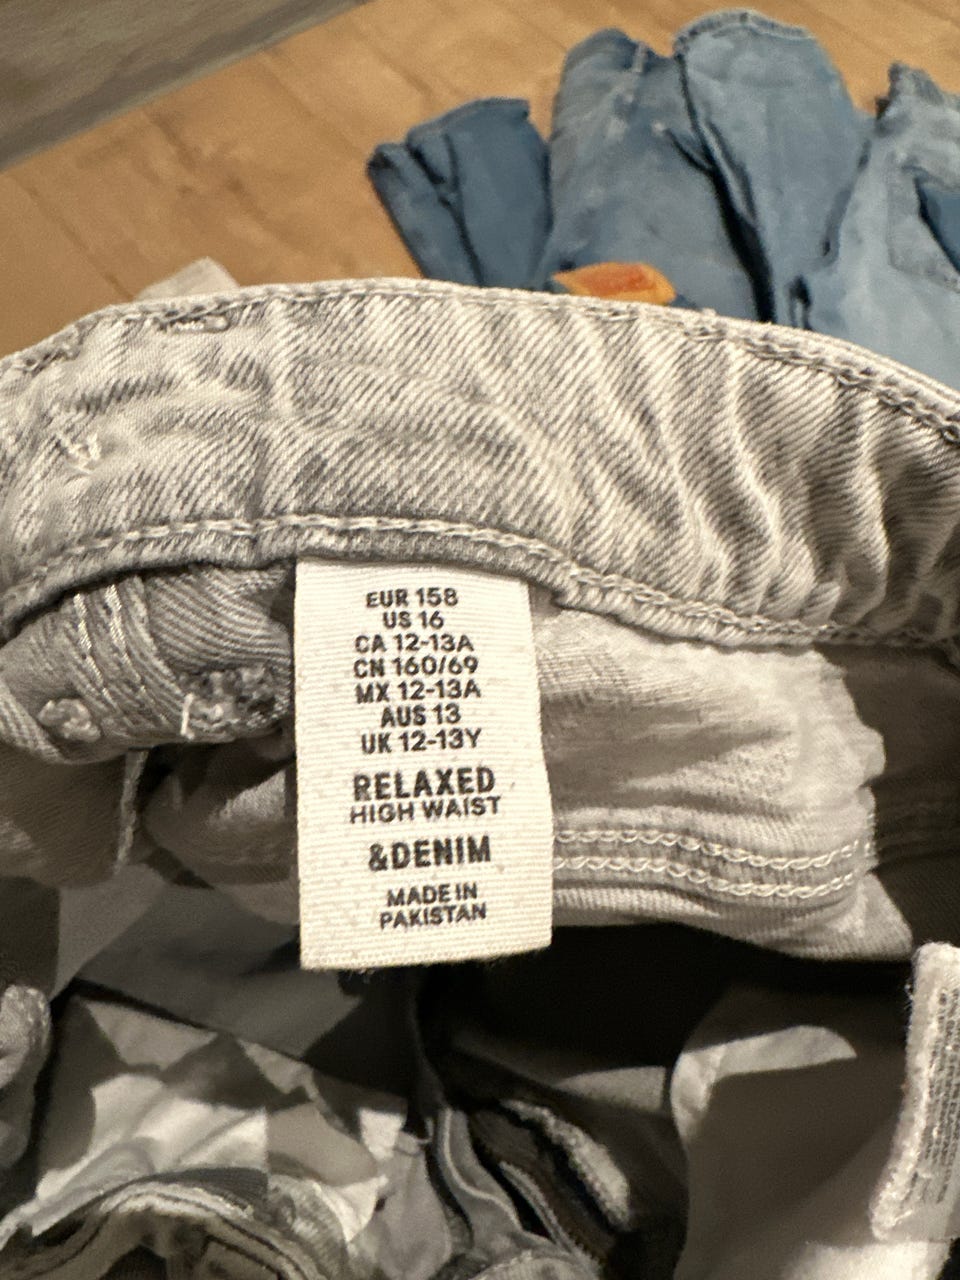 EUR 158
US 16
CA 12-13A
CN 160/69
MX 12-13A
AUS 13
UK 12-13Y
RELAXED
HIGH WAIST
&DENIM
MADE IN
PAKISTAN